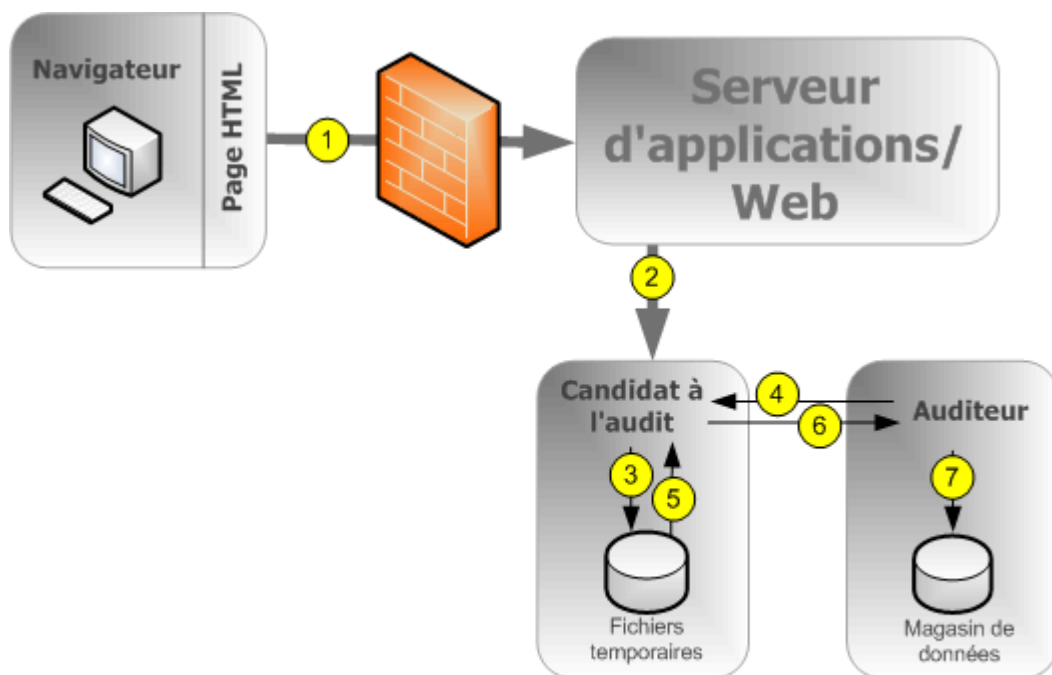 Navigateur
Page HTML
1
Serveur
d'applications/
Web
2
Candidat à
l'audit
4
6
Auditeur
3
5
7
Fichiers
temporaires
Magasin de
données